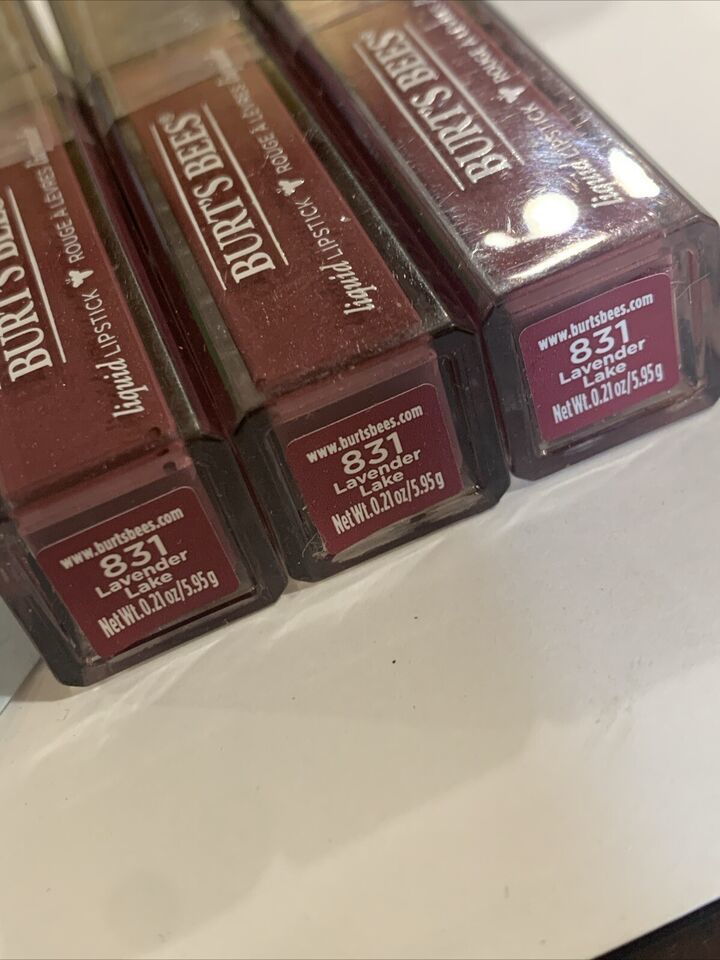 BURT'S BEES
liquid LIPSTICK ROUGE À LÈVRES
www.burtsbees.com
831
Lavender
Lake
Net Wt. 0.21 oz/5.95 g
BURT'S BEES®
liquid LIPSTICK ROUGE À LÈVRES
www.burtsbees.com
831
Lavender
Lake
Net Wt. 0.21 oz/5.95 g
BURT'S BEES®
liquid LIPSTICK ROUGE À LÈVRES
www.burtsbees.com
831
Lavender
Lake
Net Wt. 0.21 oz/5.95 g